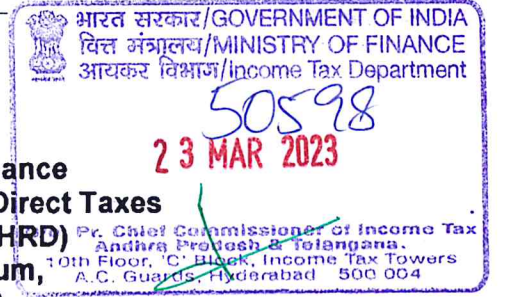 भारत सरकार/GOVERNMENT OF INDIA
वित्त मंत्रालय/MINISTRY OF FINANCE
आयकर विभाग/Income Tax Department
50598
23 MAR 2023
ance
Direct Taxes
HRD)
um,
Pr. Chief Commissioner of Income Tax
Andhra Pradesh & Telangana.
10th Floor, 'C' Block, Income Tax Towers
A.C. Guards, Hyderabad 500 004